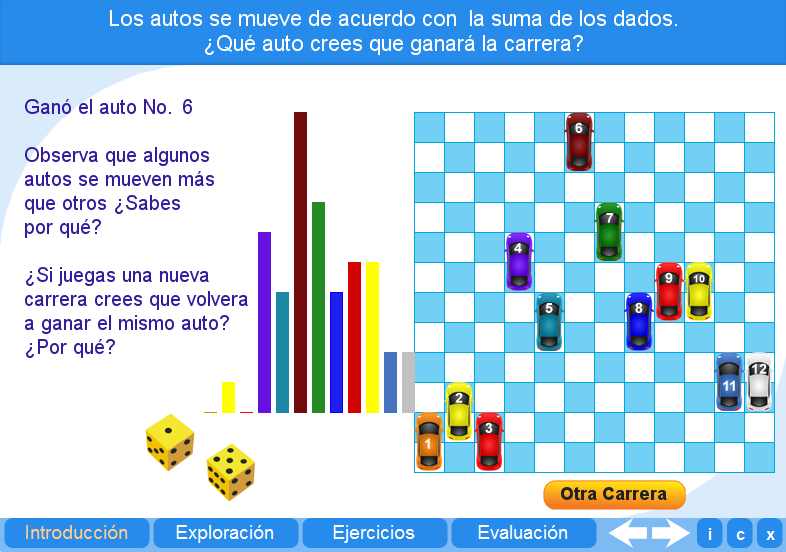 Los autos se mueve de acuerdo con la suma de los dados.
¿Qué auto crees que ganará la carrera?
Ganó el auto No. 6
Observa que algunos
autos se mueven más
que otros ¿Sabes
por qué?
¿Si juegas una nueva
carrera crees que volvera
a ganar el mismo auto?
¿Por qué?
6
7
4
9
10
5
8
11
12
2
1
3
Otra Carrera
Introducción
Exploración
Ejercicios
Evaluación
i
c
x